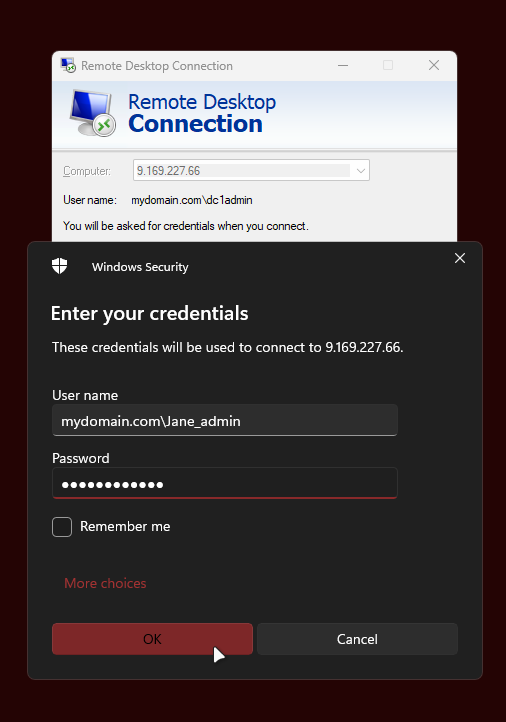 Remote Desktop Connection
Remote Desktop
Connection
Computer: 9.169.227.66
User name: mydomain.com\dc1admin
You will be asked for credentials when you connect.
Windows Security
Enter your credentials
These credentials will be used to connect to 9.169.227.66.
User name
mydomain.com\Jane_admin
Password
●●●●●●●●●●●●
Remember me
More choices
OK Cancel